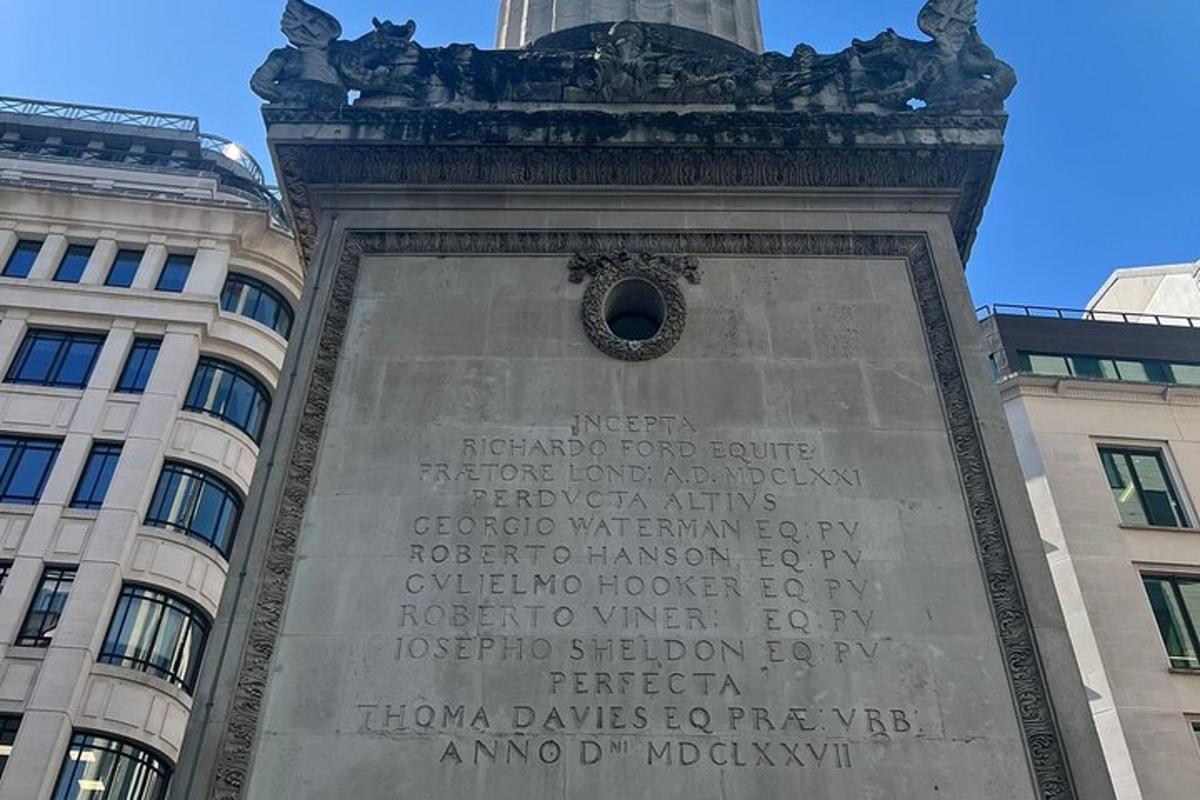 INCEPTA
RICHARDO FORD EQUITE
PRÆTORE LOND: A.D. MDCLXXI
PERDVCTA ALTIVS
GEORGIO WATERMAN EQ: PV
ROBERTO HANSON EQ: PV
GVLIELMO HOOKER EQ: PV
ROBERTO VINER: EQ: PV
IOSEPHO SHELDON EQ: PV
PERFECTA
THOMA DAVIES EQ PRÆ: VRB:
ANNO Dᴺᴵ MDCLXXVII